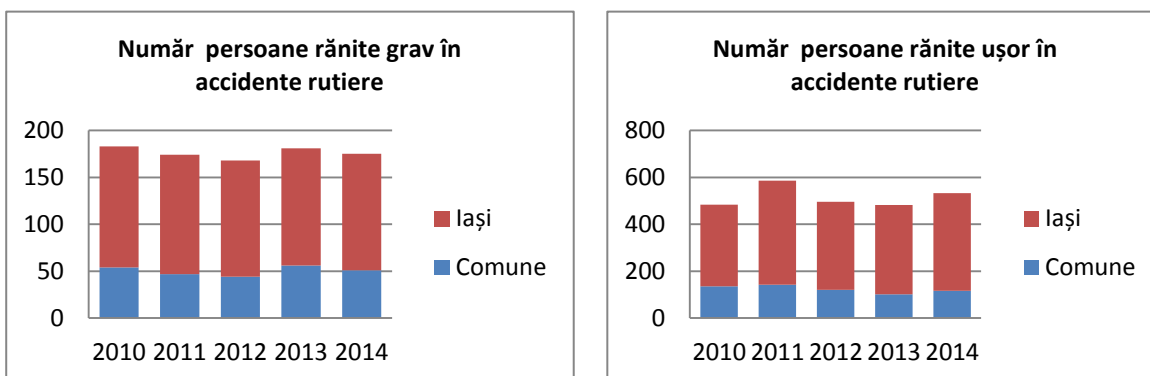 Număr persoane rănite grav în
accidente rutiere
200
150
100
50
0
2010 2011 2012 2013 2014
Iași
Comune
Număr persoane rănite ușor în
accidente rutiere
800
600
400
200
0
2010 2011 2012 2013 2014
Iași
Comune